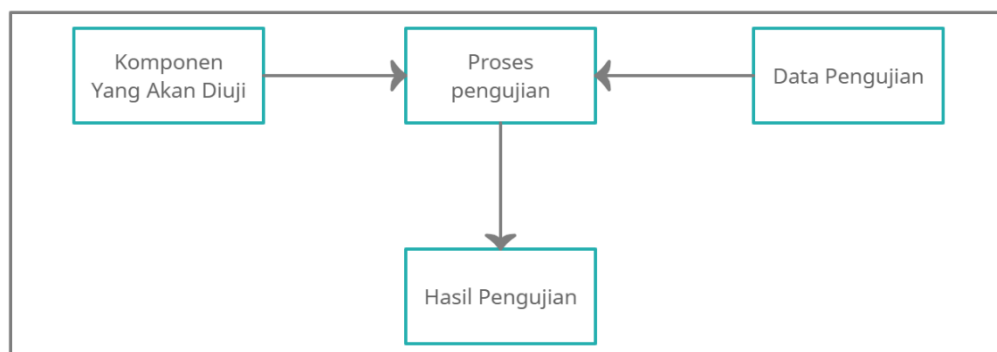 Komponen
Yang Akan Diuji
Proses
pengujian
Data Pengujian
Hasil Pengujian